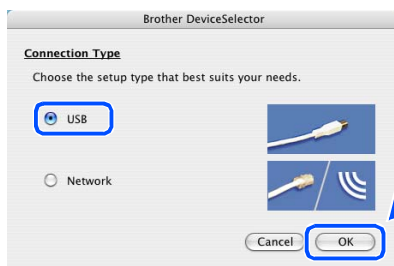 Brother DeviceSelector
Connection Type
Choose the setup type that best suits your needs.
USB
Network
Cancel OK